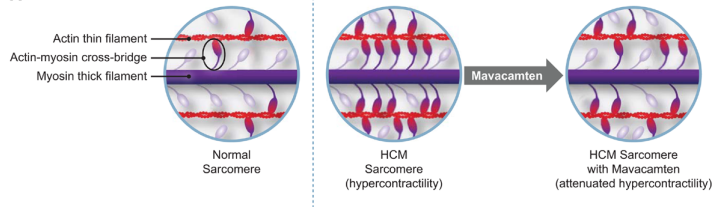 Actin thin filament
Actin-myosin cross-bridge
Myosin thick filament
Mavacamten
Normal
Sarcomere
HCM
Sarcomere
(hypercontractility)
HCM Sarcomere
with Mavacamten
(attenuated hypercontractility)